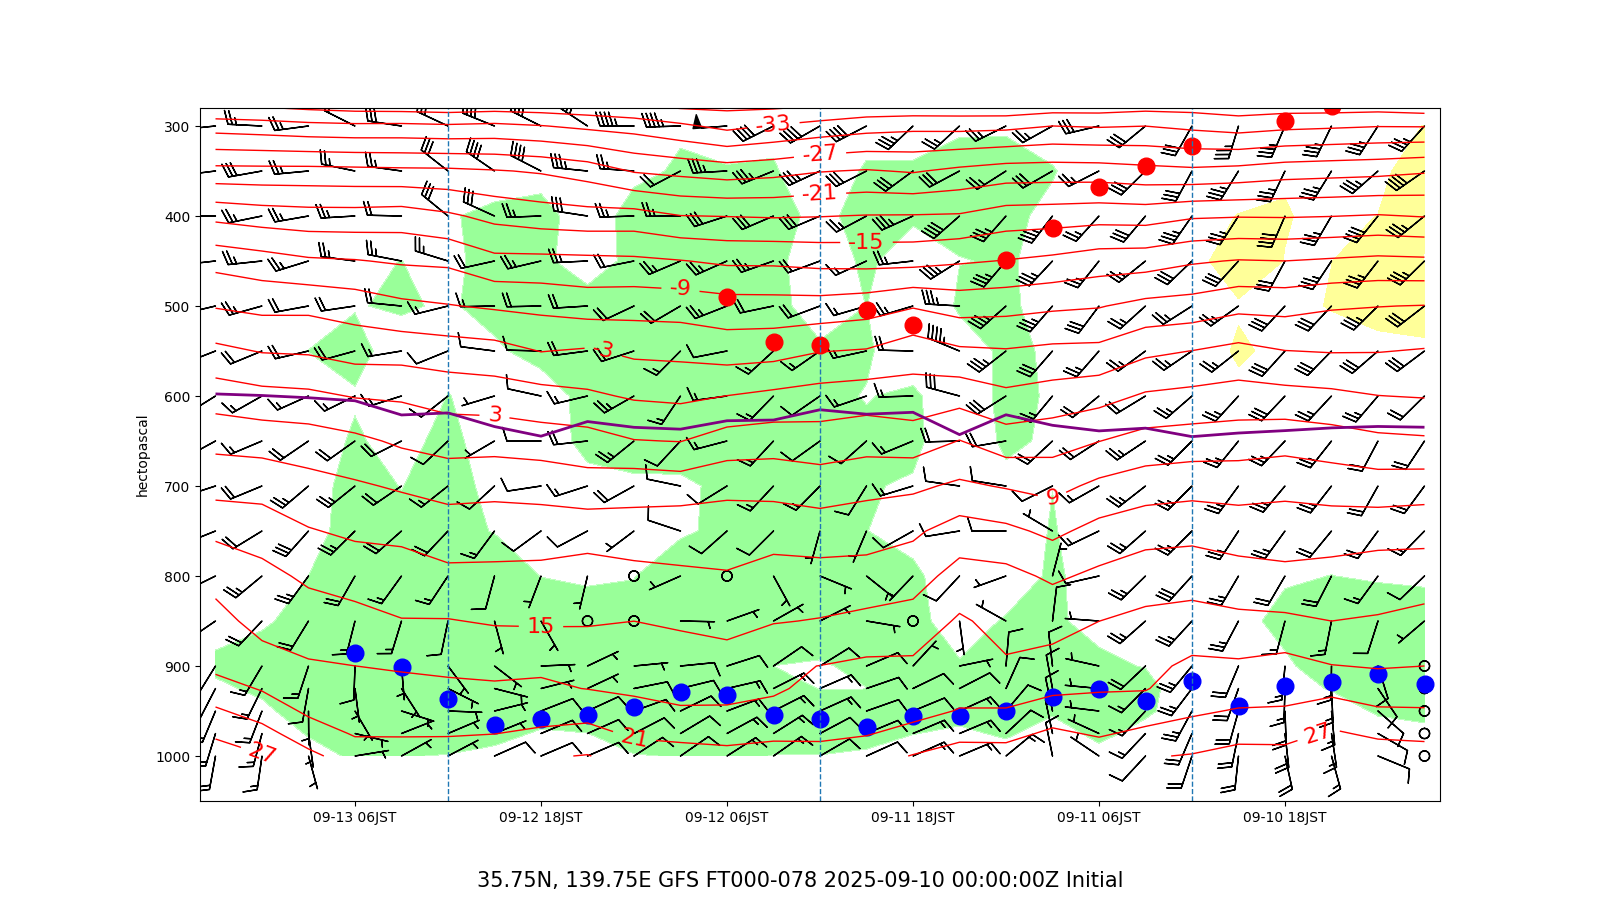 300
400
500
600
700
800
900
1000
hectopascal
-33
-27
-21
-15
-9
-3
3
9
15
21
27
27
09-13 06JST
09-12 18JST
09-12 06JST
09-11 18JST
09-11 06JST
09-10 18JST
35.75N, 139.75E GFS FT000-078 2025-09-10 00:00:00Z Initial